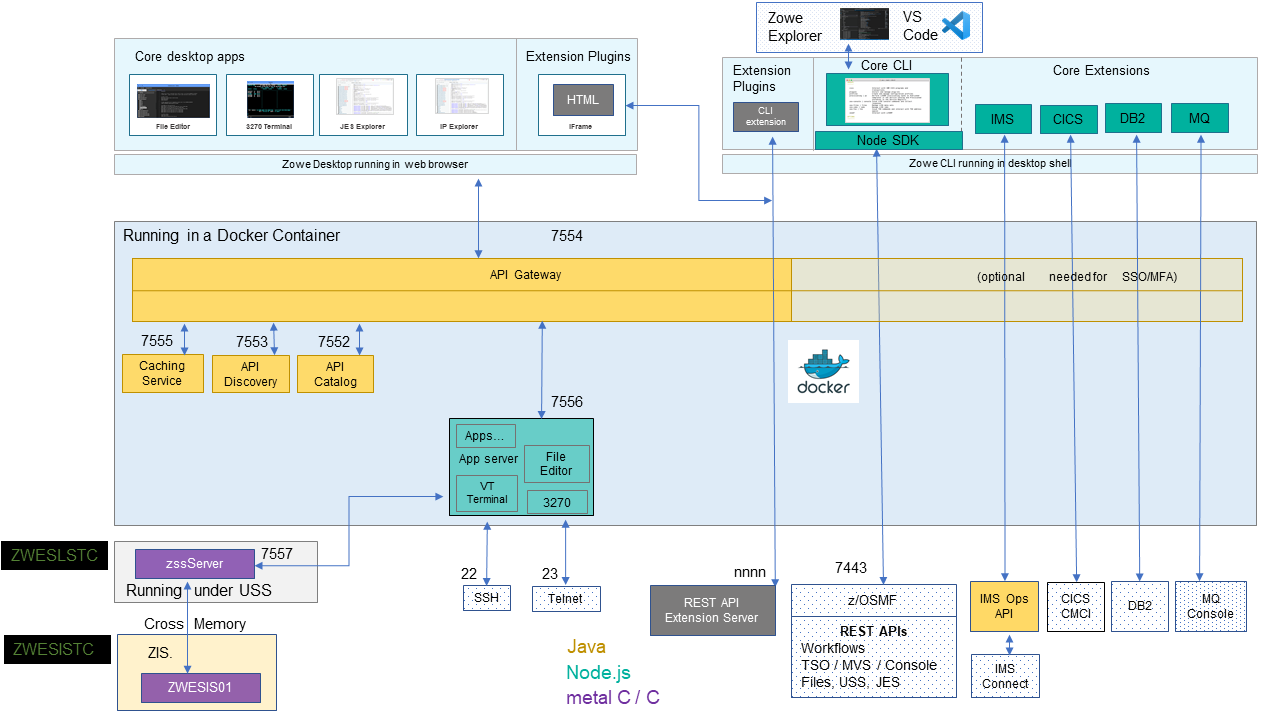 Zowe
Explorer
VS
Code
Core desktop apps
Extension Plugins
File Editor
3270 Terminal
JES Explorer
IP Explorer
HTML
iFrame
Zowe Desktop running in web browser
Extension
Plugins
CLI
extension
Core CLI
Node SDK
Core Extensions
IMS
CICS
DB2
MQ
Zowe CLI running in desktop shell
Running in a Docker Container
7554
API Gateway
(optional needed for SSO/MFA)
7555
7553
7552
Caching
Service
API
Discovery
API
Catalog
docker
7556
Apps...
App server
File
Editor
VT
Terminal
3270
ZWESLSTC
zssServer
7557
Running under USS
Cross Memory
ZWESISTC
ZIS.
ZWESIS01
22
SSH
23
Telnet
nnnn
REST API
Extension Server
7443
z/OSMF
REST APIs
Workflows
TSO / MVS / Console
Files, USS, JES
IMS Ops
API
CICS
CMCI
DB2
MQ
Console
IMS
Connect
Java
Node.js
metal C / C